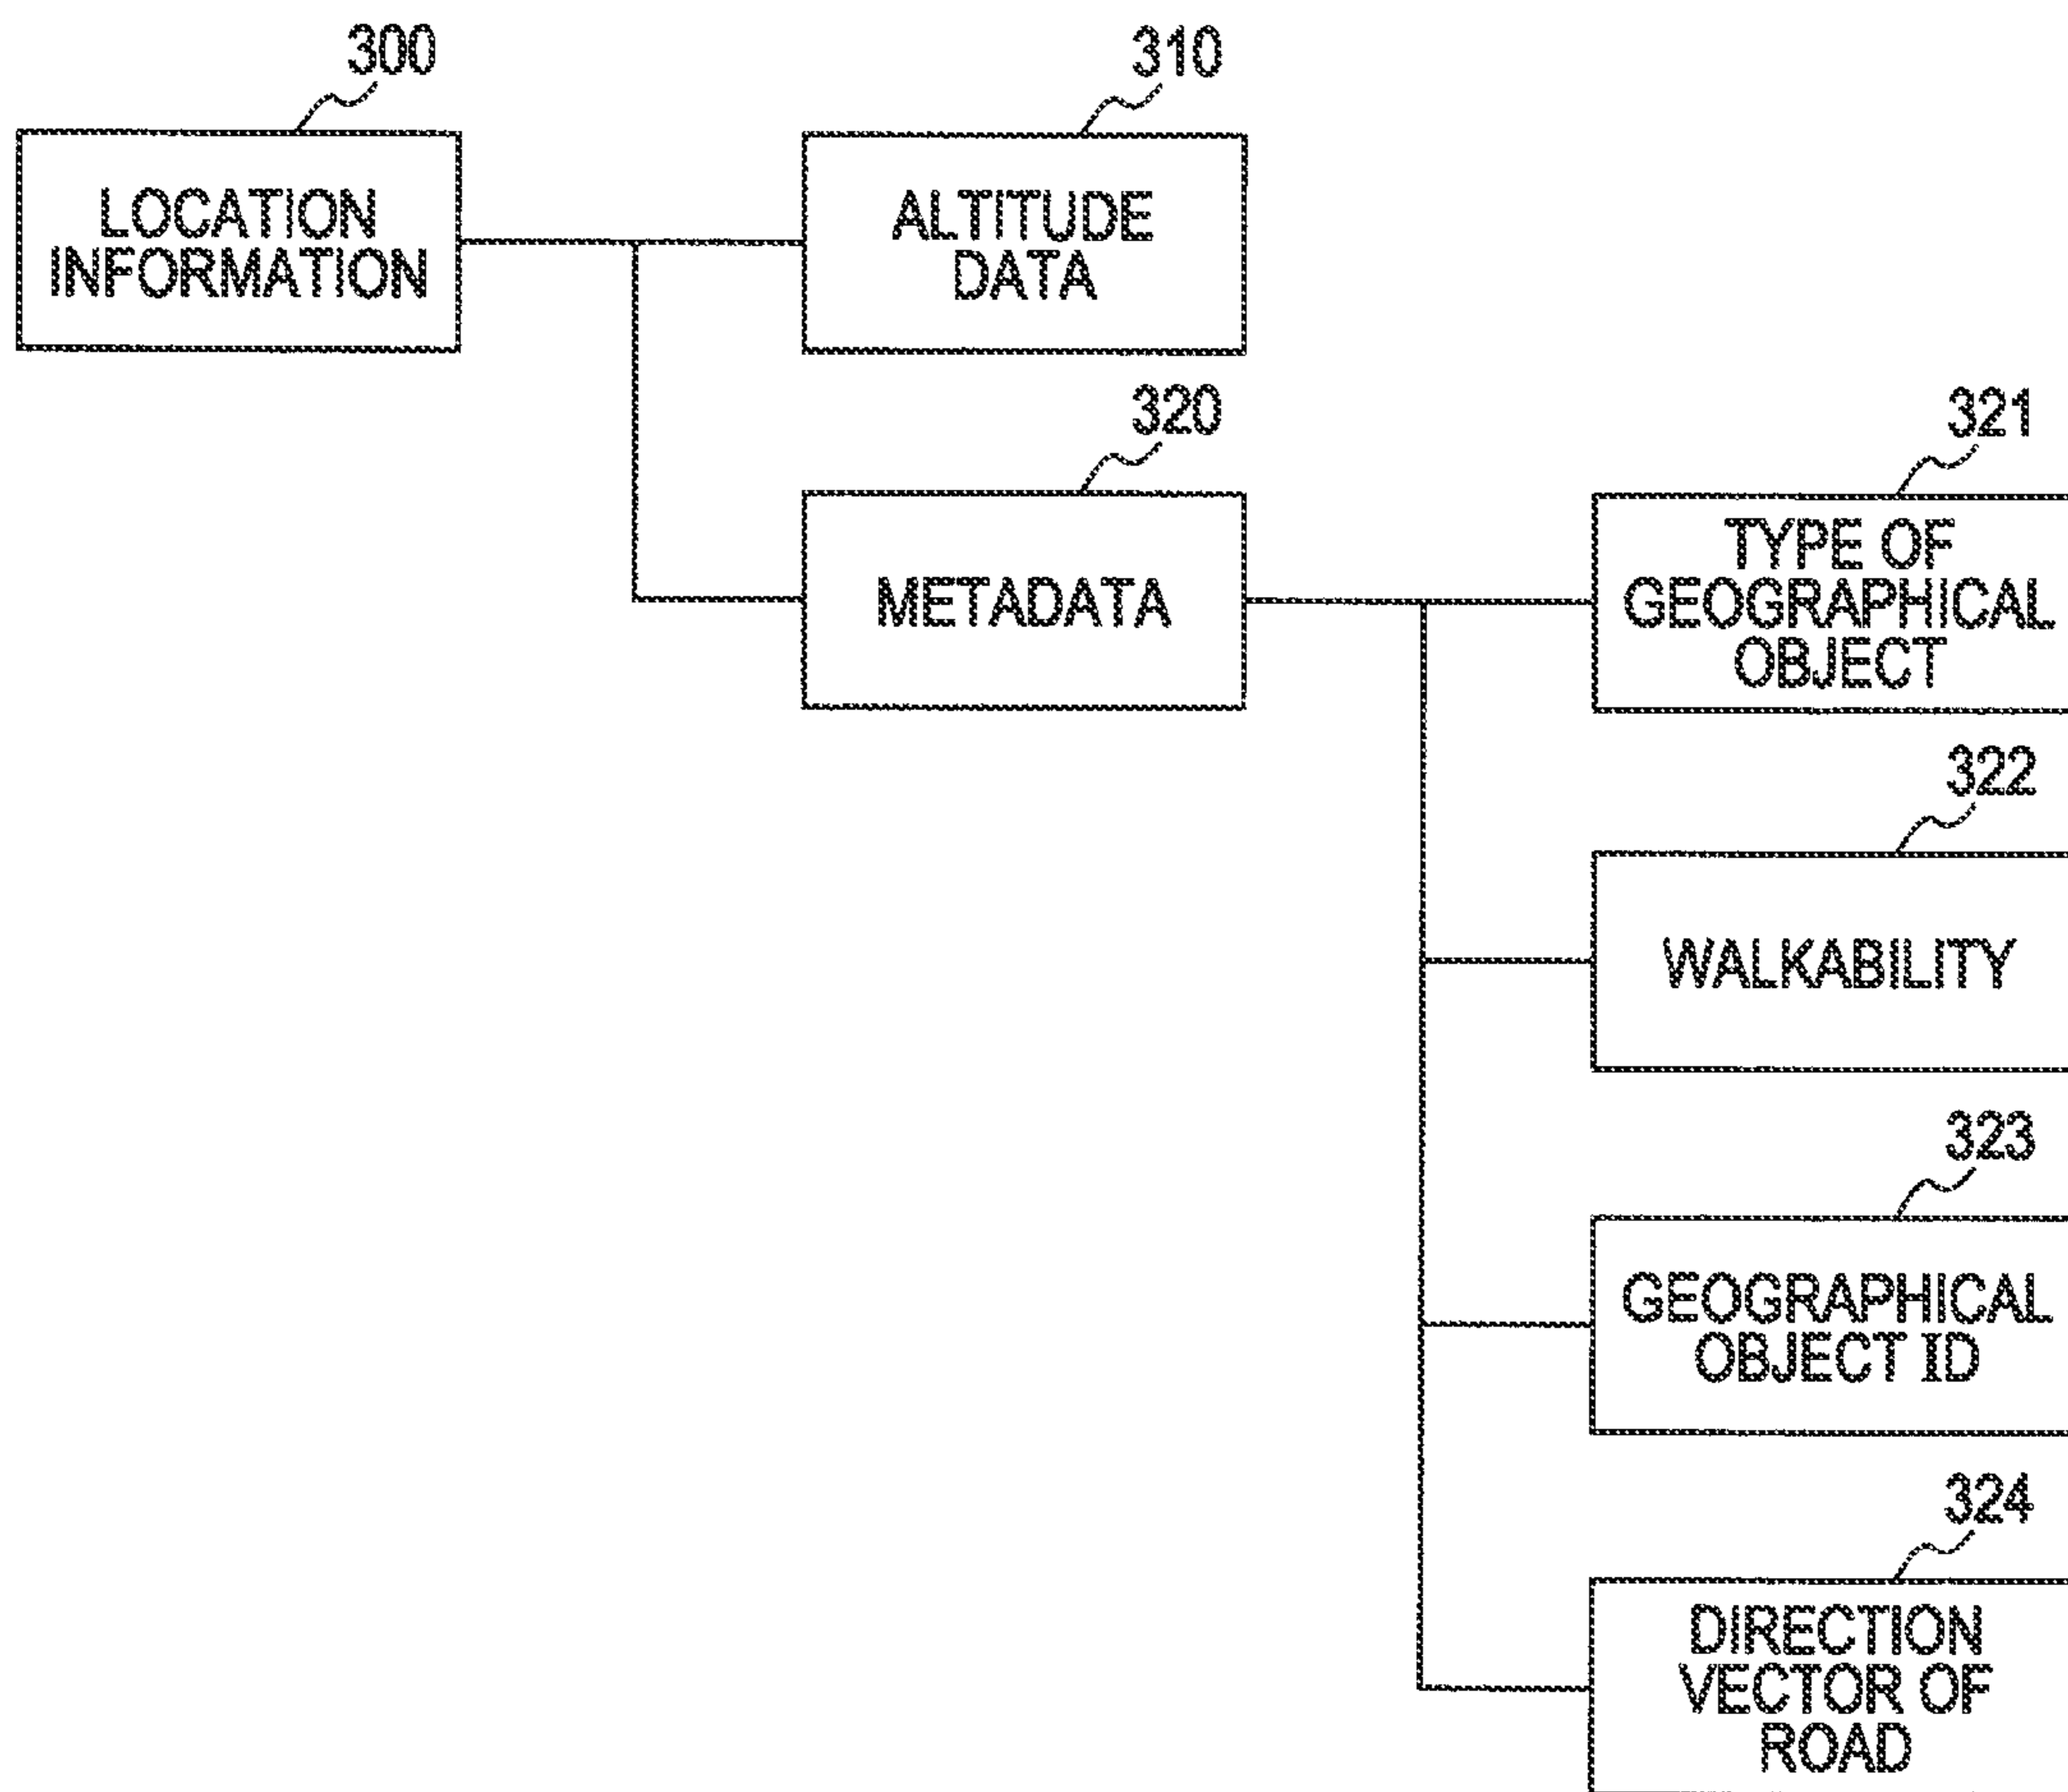 300
LOCATION
INFORMATION
310
ALTITUDE
DATA
320
METADATA
321
TYPE OF
GEOGRAPHICAL
OBJECT
322
WALKABILITY
323
GEOGRAPHICAL
OBJECT ID
324
DIRECTION
VECTOR OF
ROAD